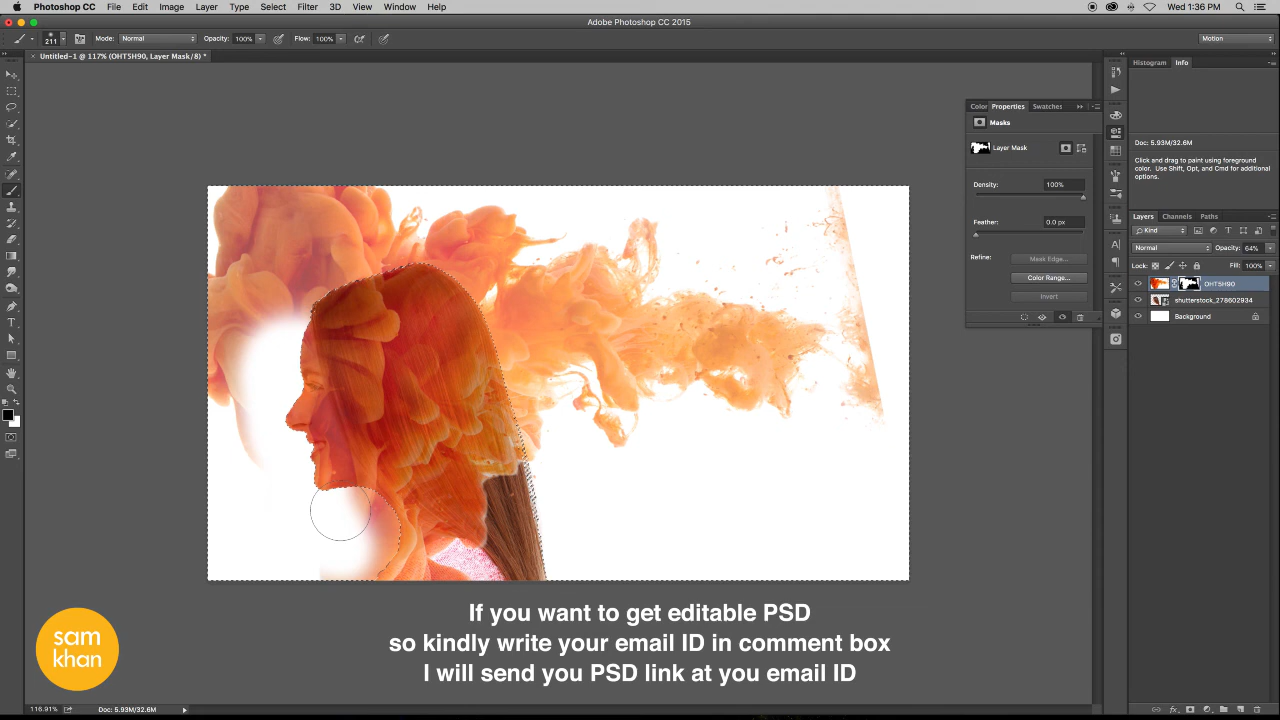 Photoshop CC File Edit Image Layer Type Select Filter 3D View Window Help Wed 1:36 PM
Adobe Photoshop CC 2015
211 Mode: Normal Opacity: 100% Flow: 100% Motion
× Untitled-1 @ 117% (OHT5H90, Layer Mask/8) *
Histogram Info
Color Properties Swatches
Masks
Layer Mask
Density: 100%
Feather: 0.0 px
Refine: Mask Edge...
Color Range...
Invert
Doc: 5.93M/32.6M
Click and drag to paint using foreground
color. Use Shift, Opt, and Cmd for additional
options.
Layers Channels Paths
Kind
Normal Opacity: 64%
Lock: Fill: 100%
OHT5H90
shutterstock_278602934
Background
sam
khan
If you want to get editable PSD
so kindly write your email ID in comment box
I will send you PSD link at you email ID
116.91% Doc: 5.93M/32.6M